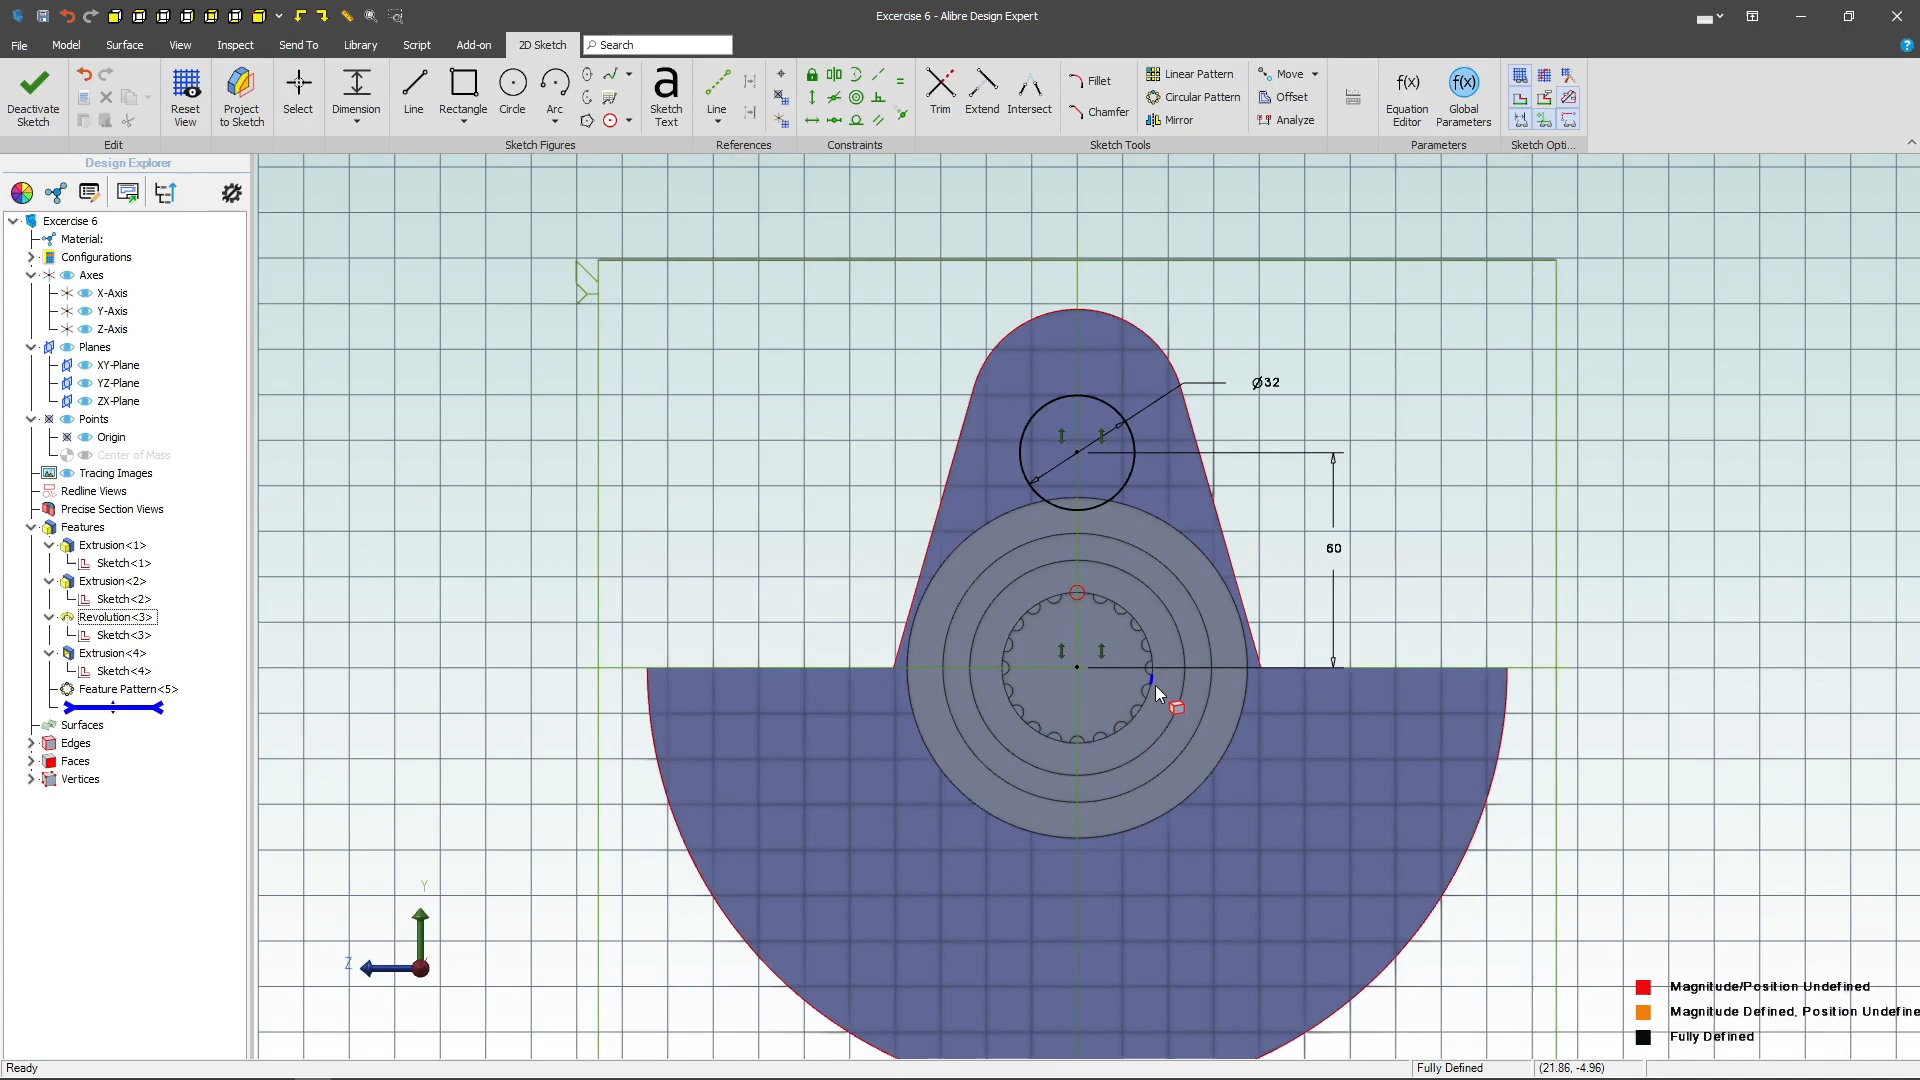 Excercise 6 - Alibre Design Expert
File Model Surface View Inspect Send To Library Script Add-on 2D Sketch Search
Deactivate Sketch
Reset View
Project to Sketch
Select
Dimension
Line
Rectangle
Circle
Arc
Sketch Text
Line
Trim
Extend
Intersect
Fillet
Chamfer
Linear Pattern
Circular Pattern
Mirror
Move
Offset
Analyze
Equation Editor
Global Parameters
f(x)
f(x)
a
Edit Sketch Figures References Constraints Sketch Tools Parameters Sketch Opti...
Design Explorer
Excercise 6
Material:
Configurations
Axes
X-Axis
Y-Axis
Z-Axis
Planes
XY-Plane
YZ-Plane
ZX-Plane
Points
Origin
Center of Mass
Tracing Images
Redline Views
Precise Section Views
Features
Extrusion<1>
Sketch<1>
Extrusion<2>
Sketch<2>
Revolution<3>
Sketch<3>
Extrusion<4>
Sketch<4>
Feature Pattern<5>
Surfaces
Edges
Faces
Vertices
Ø32
60
Y
Z
Magnitude/Position Undefined
Magnitude Defined, Position Undefine
Fully Defined
Ready Fully Defined (21.86, -4.96)